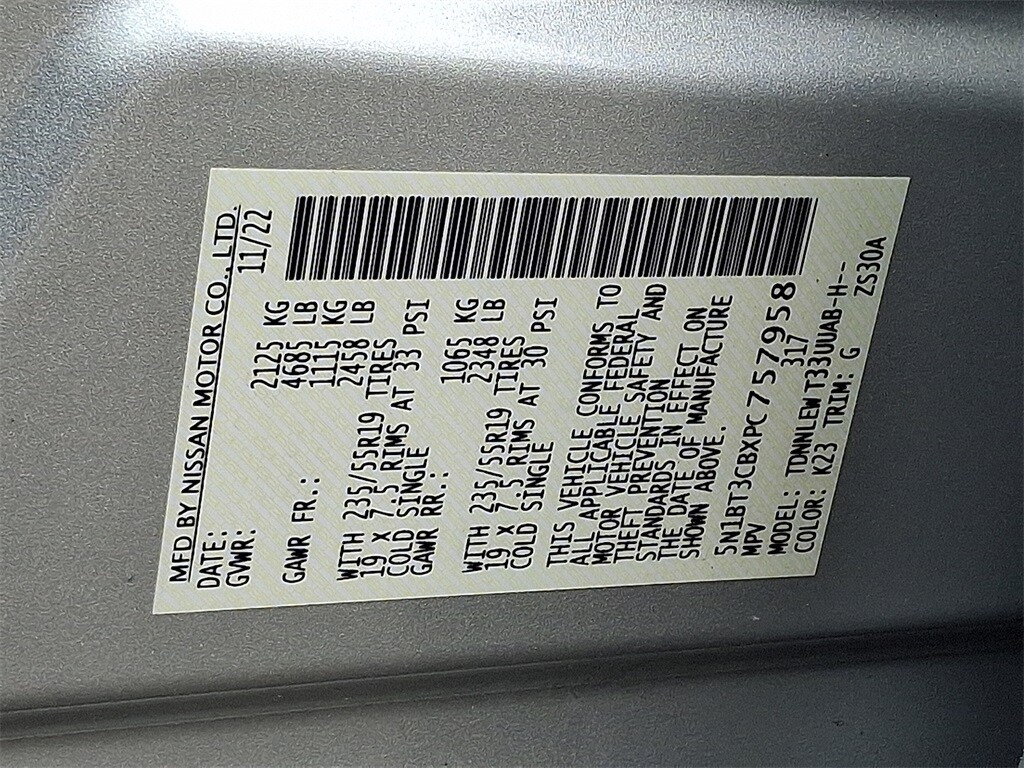 MFD BY NISSAN MOTOR CO., LTD.
DATE: 11/22
GVWR: 2125 KG
4685 LB
GAWR FR.: 1115 KG
2458 LB
WITH 235/55R19 TIRES
19 X 7.5 RIMS AT 33 PSI
COLD SINGLE
GAWR RR.: 1065 KG
2348 LB
WITH 235/55R19 TIRES
19 X 7.5 RIMS AT 30 PSI
COLD SINGLE
THIS VEHICLE CONFORMS TO
ALL APPLICABLE FEDERAL
MOTOR VEHICLE SAFETY AND
THEFT PREVENTION
STANDARDS IN EFFECT ON
THE DATE OF MANUFACTURE
SHOWN ABOVE.
5N1BT3CBXPC757958
MPV 317
MODEL: TDNNLEWT33UUAB-H--
COLOR: K23 TRIM: G ZS30A